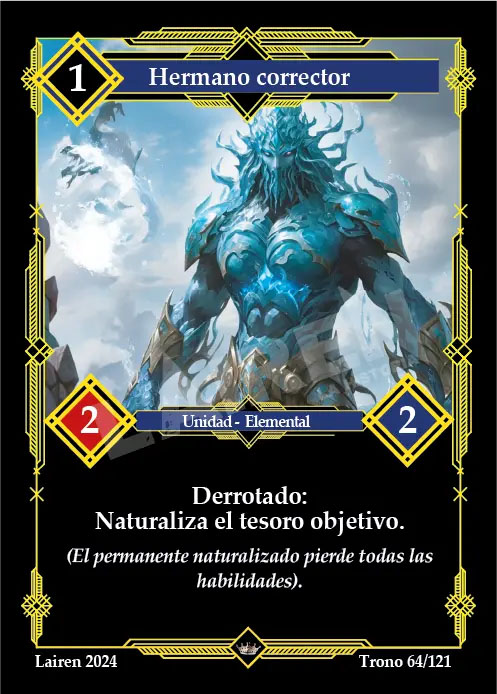 1
Hermano corrector
LAIREN
2
Unidad - Elemental
2
Derrotado:
Naturaliza el tesoro objetivo.
(El permanente naturalizado pierde todas las
habilidades).
Lairen 2024
Trono 64/121